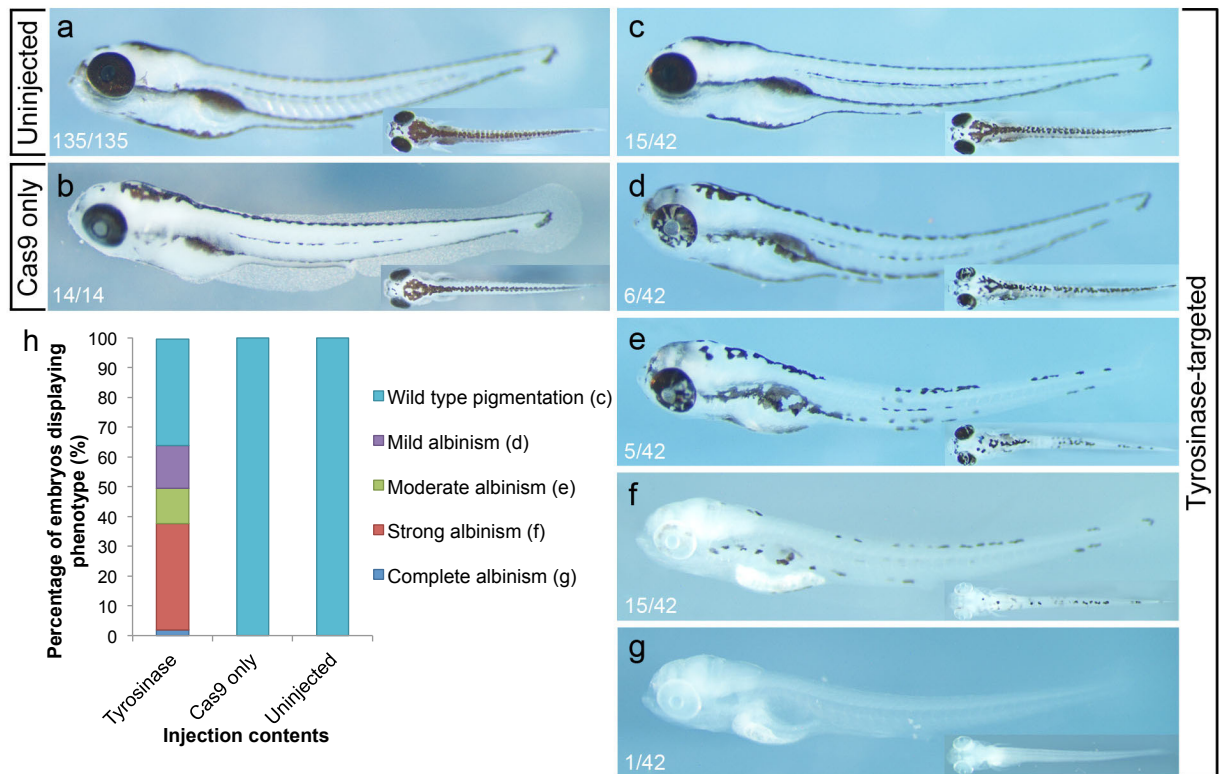 Uninjected
a
135/135
Cas9 only
b
14/14
c
15/42
d
6/42
e
5/42
f
15/42
g
1/42
Tyrosinase-targeted
h
Percentage of embryos displaying
phenotype (%)
100
90
80
70
60
50
40
30
20
10
0
Tyrosinase
Cas9 only
Uninjected
Injection contents
Wild type pigmentation (c)
Mild albinism (d)
Moderate albinism (e)
Strong albinism (f)
Complete albinism (g)